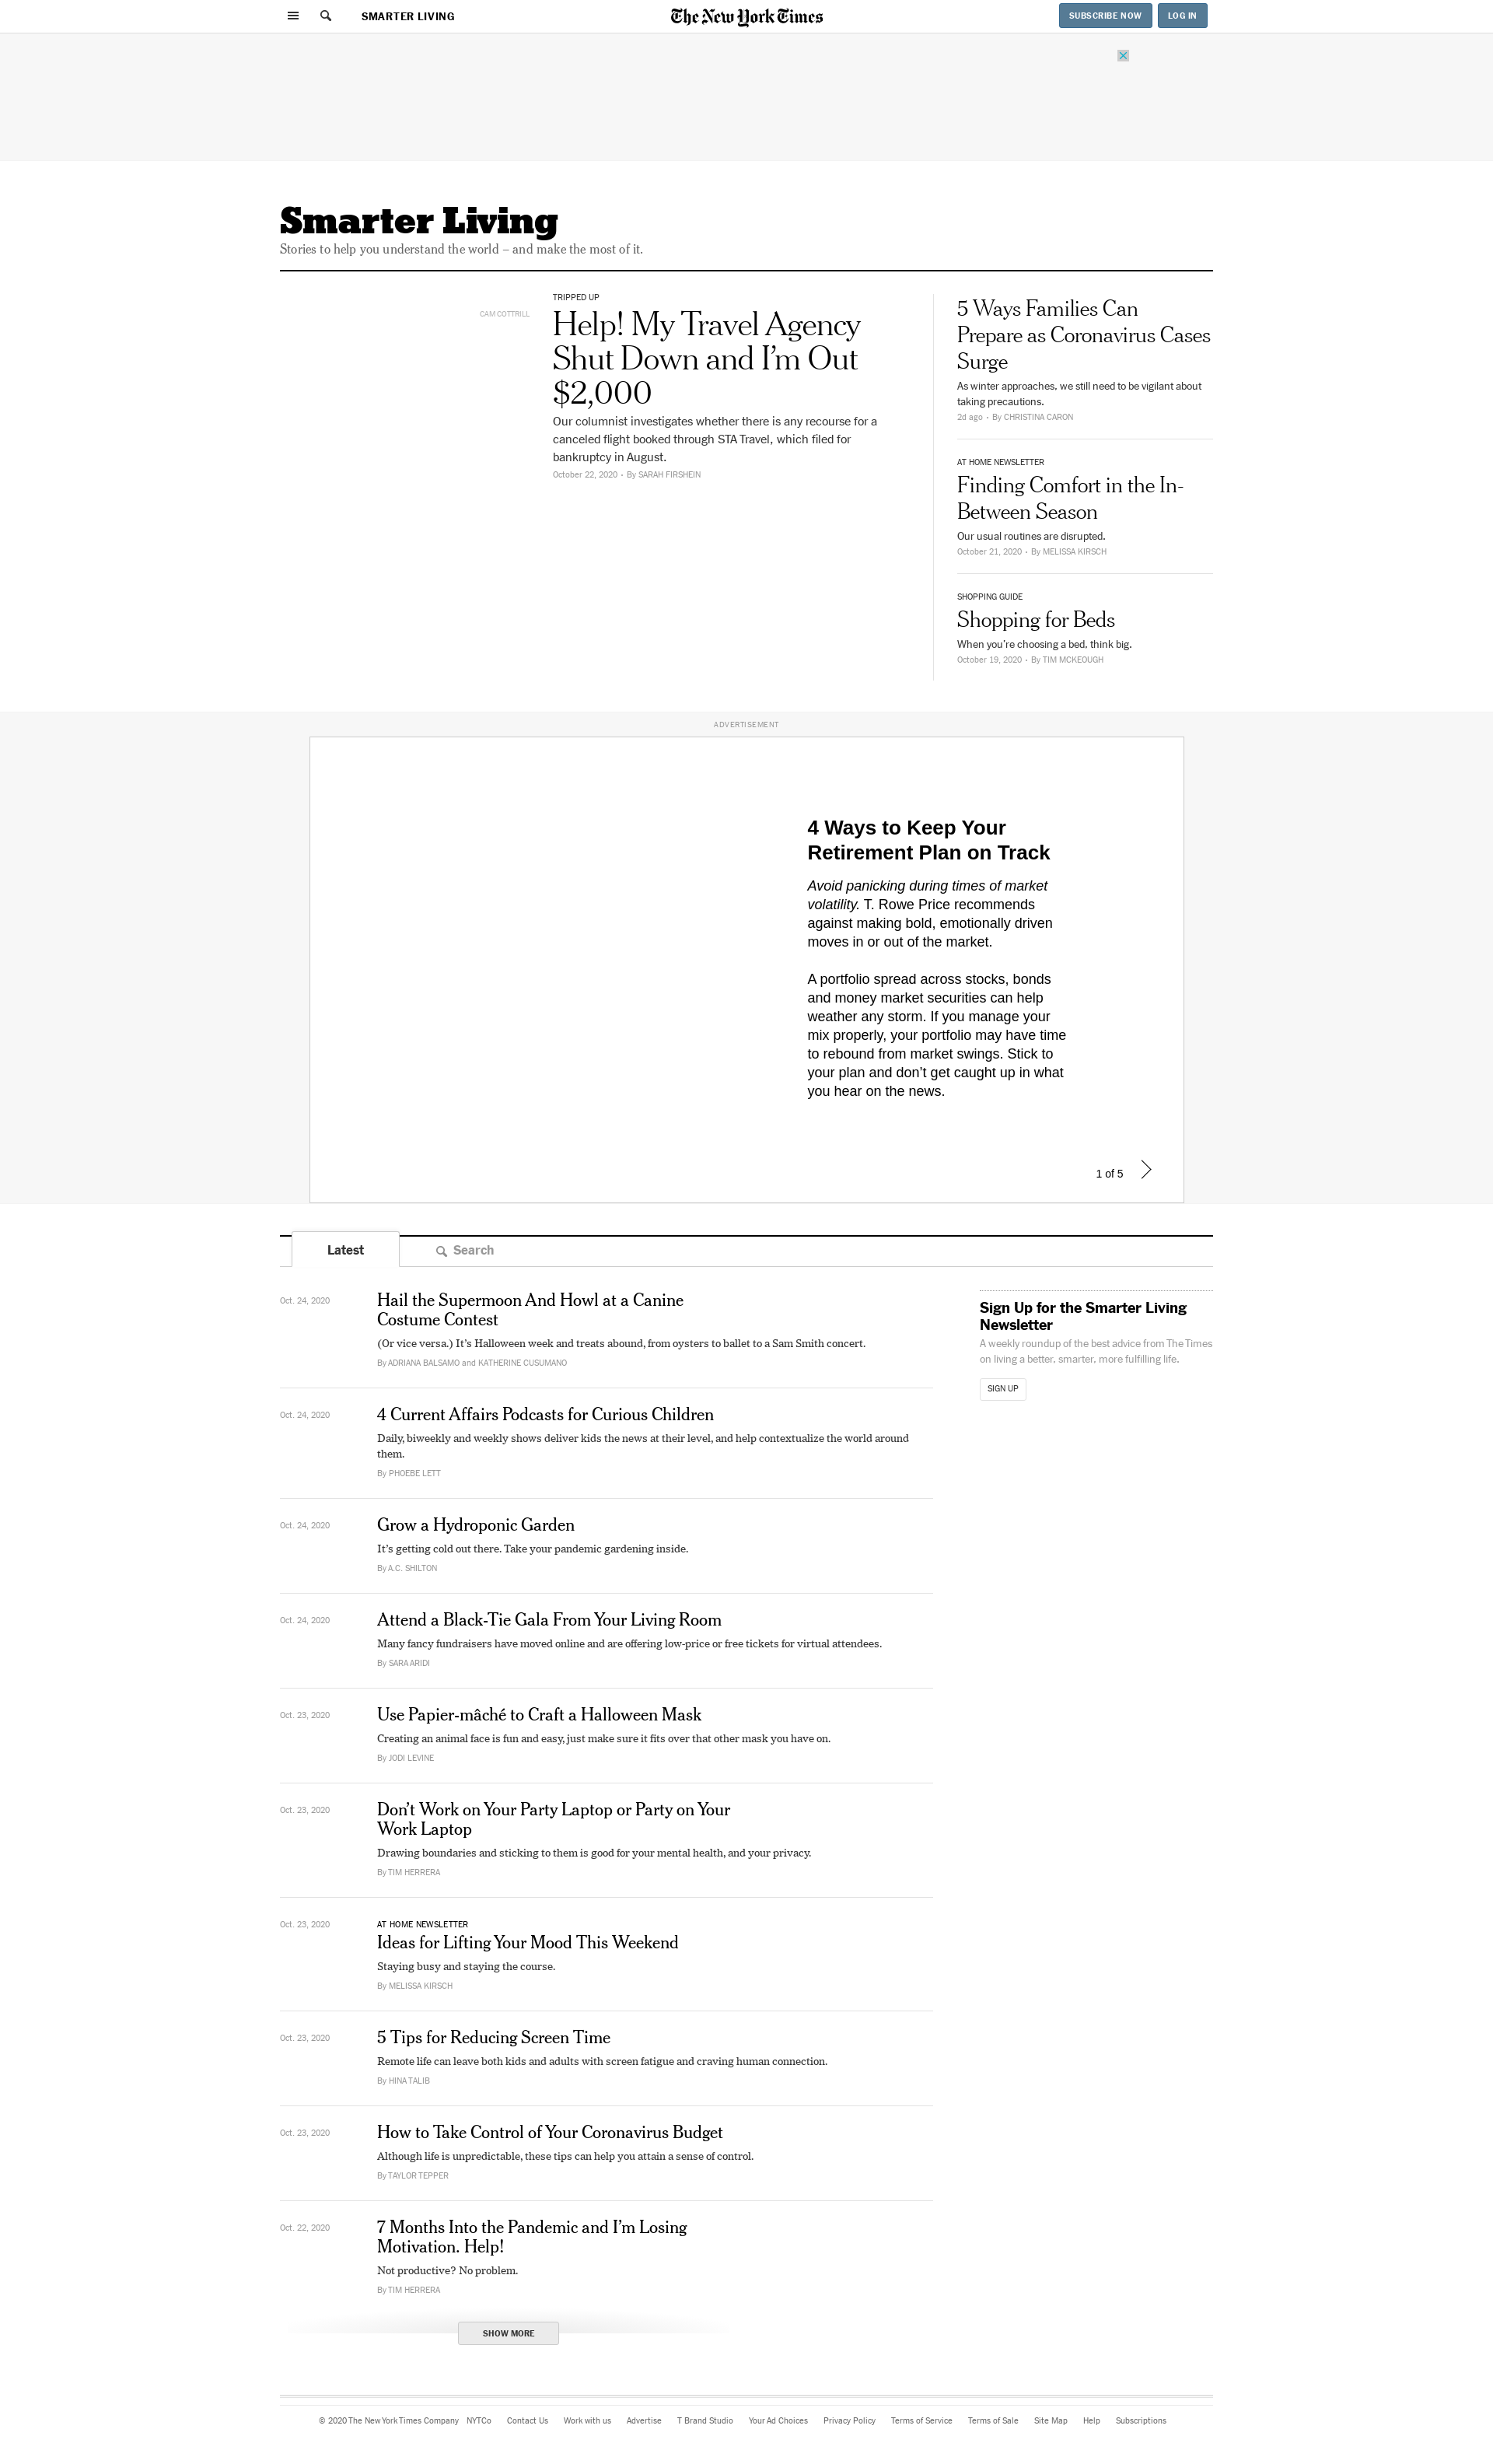 SMARTER LIVING
The New York Times
SUBSCRIBE NOW
LOG IN
Smarter Living
Stories to help you understand the world – and make the most of it.
CAM COTTRILL
TRIPPED UP
Help! My Travel Agency
Shut Down and I’m Out
$2,000
Our columnist investigates whether there is any recourse for a
canceled flight booked through STA Travel, which filed for
bankruptcy in August.
October 22, 2020 • By SARAH FIRSHEIN
5 Ways Families Can
Prepare as Coronavirus Cases
Surge
As winter approaches, we still need to be vigilant about
taking precautions.
2d ago • By CHRISTINA CARON
AT HOME NEWSLETTER
Finding Comfort in the In-
Between Season
Our usual routines are disrupted.
October 21, 2020 • By MELISSA KIRSCH
SHOPPING GUIDE
Shopping for Beds
When you’re choosing a bed, think big.
October 19, 2020 • By TIM MCKEOUGH
ADVERTISEMENT
4 Ways to Keep Your
Retirement Plan on Track
Avoid panicking during times of market
volatility. T. Rowe Price recommends
against making bold, emotionally driven
moves in or out of the market.
A portfolio spread across stocks, bonds
and money market securities can help
weather any storm. If you manage your
mix properly, your portfolio may have time
to rebound from market swings. Stick to
your plan and don’t get caught up in what
you hear on the news.
1 of 5
Latest
Search
Oct. 24, 2020
Hail the Supermoon And Howl at a Canine
Costume Contest
(Or vice versa.) It’s Halloween week and treats abound, from oysters to ballet to a Sam Smith concert.
By ADRIANA BALSAMO and KATHERINE CUSUMANO
Oct. 24, 2020
4 Current Affairs Podcasts for Curious Children
Daily, biweekly and weekly shows deliver kids the news at their level, and help contextualize the world around
them.
By PHOEBE LETT
Oct. 24, 2020
Grow a Hydroponic Garden
It’s getting cold out there. Take your pandemic gardening inside.
By A.C. SHILTON
Oct. 24, 2020
Attend a Black-Tie Gala From Your Living Room
Many fancy fundraisers have moved online and are offering low-price or free tickets for virtual attendees.
By SARA ARIDI
Oct. 23, 2020
Use Papier-mâché to Craft a Halloween Mask
Creating an animal face is fun and easy, just make sure it fits over that other mask you have on.
By JODI LEVINE
Oct. 23, 2020
Don’t Work on Your Party Laptop or Party on Your
Work Laptop
Drawing boundaries and sticking to them is good for your mental health, and your privacy.
By TIM HERRERA
Oct. 23, 2020
AT HOME NEWSLETTER
Ideas for Lifting Your Mood This Weekend
Staying busy and staying the course.
By MELISSA KIRSCH
Oct. 23, 2020
5 Tips for Reducing Screen Time
Remote life can leave both kids and adults with screen fatigue and craving human connection.
By HINA TALIB
Oct. 23, 2020
How to Take Control of Your Coronavirus Budget
Although life is unpredictable, these tips can help you attain a sense of control.
By TAYLOR TEPPER
Oct. 22, 2020
7 Months Into the Pandemic and I’m Losing
Motivation. Help!
Not productive? No problem.
By TIM HERRERA
SHOW MORE
Sign Up for the Smarter Living
Newsletter
A weekly roundup of the best advice from The Times
on living a better, smarter, more fulfilling life.
SIGN UP
© 2020 The New York Times Company NYTCo Contact Us Work with us Advertise T Brand Studio Your Ad Choices Privacy Policy Terms of Service Terms of Sale Site Map Help Subscriptions